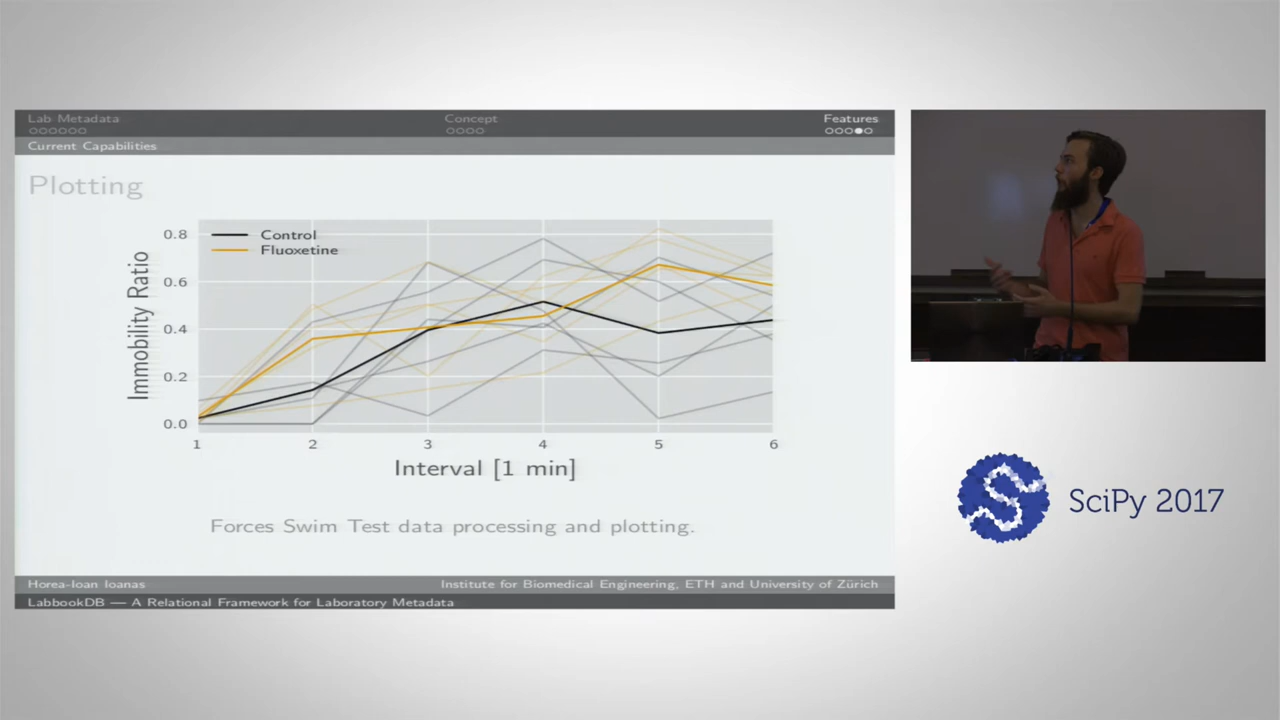 Lab Metadata
Concept
Features
Current Capabilities
Plotting
Control
Fluoxetine
Immobility Ratio
0.8
0.6
0.4
0.2
0.0
1 2 3 4 5 6
Interval [1 min]
Forces Swim Test data processing and plotting.
Horea-Ioan Ioanas
Institute for Biomedical Engineering, ETH and University of Zürich
LabbookDB — A Relational Framework for Laboratory Metadata
SciPy 2017